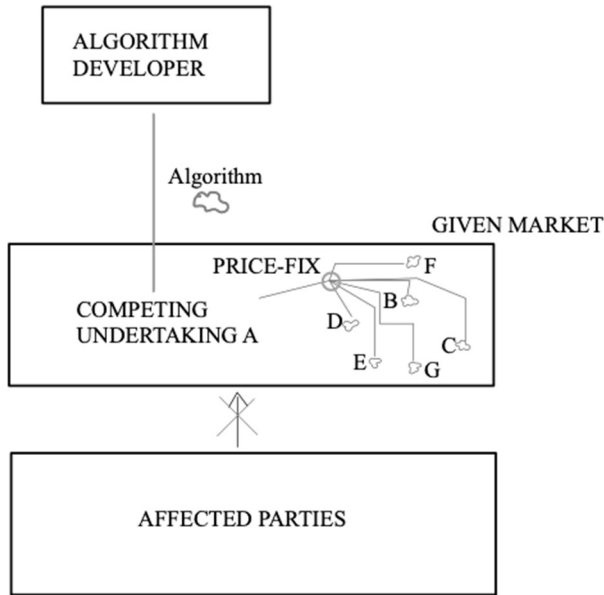 ALGORITHM
DEVELOPER
Algorithm
GIVEN MARKET
PRICE-FIX
F
COMPETING
UNDERTAKING A
B
D
C
E
G
AFFECTED PARTIES